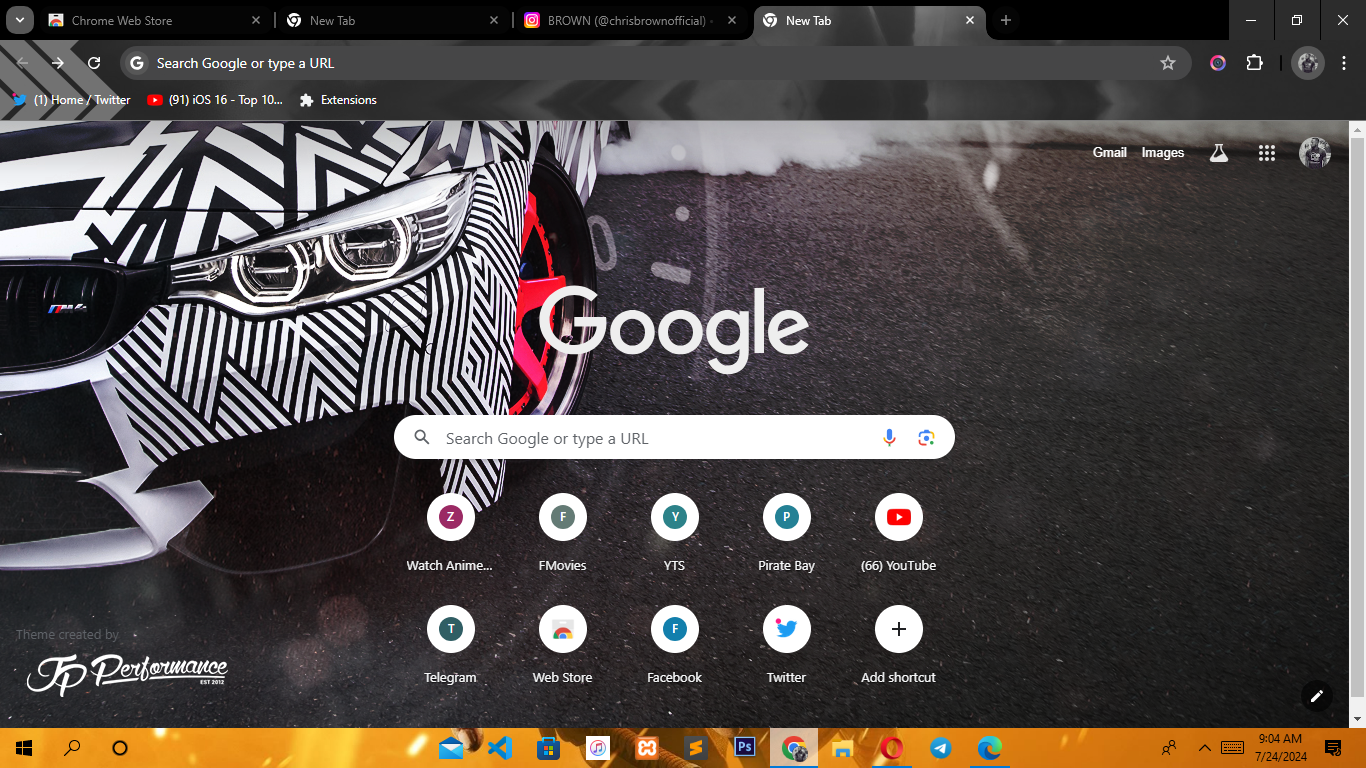 Chrome Web Store
New Tab
BROWN (@chrisbrownofficial)
New Tab
Search Google or type a URL
(1) Home / Twitter
(91) iOS 16 - Top 10...
Extensions
Gmail
Images
M4
Google
Search Google or type a URL
Z
F
Y
P
Watch Anime...
FMovies
YTS
Pirate Bay
(66) YouTube
T
F
Telegram
Web Store
Facebook
Twitter
Add shortcut
Theme created by
JP Performance
EST 2012
Ps
9:04 AM
7/24/2024